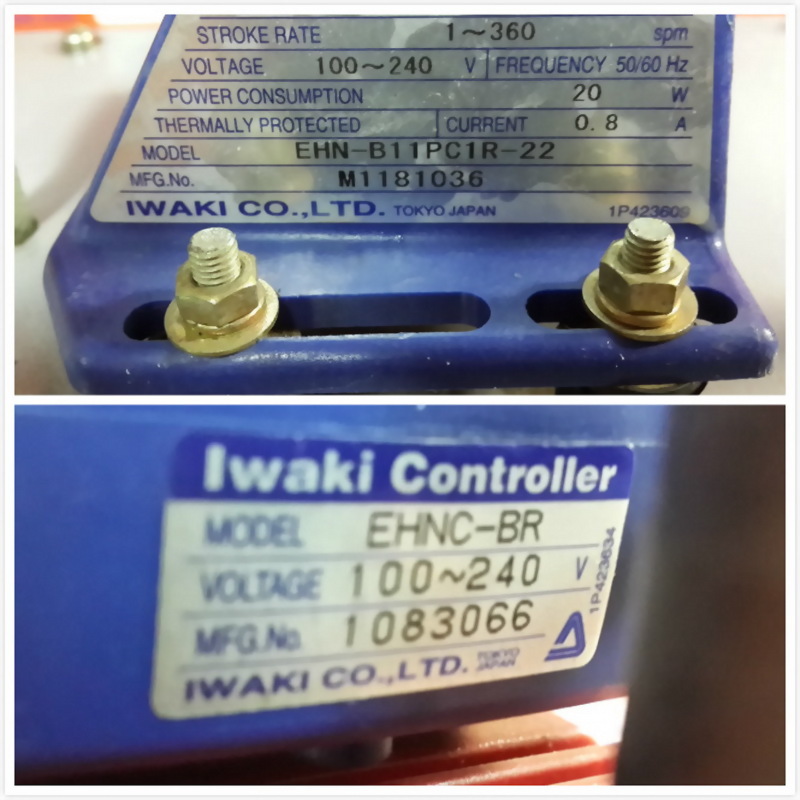 STROKE RATE 1～360 spm
VOLTAGE 100～240 V FREQUENCY 50/60 Hz
POWER CONSUMPTION 20 W
THERMALLY PROTECTED CURRENT 0.8 A
MODEL EHN-B11PC1R-22
MFG.No. M1181036
IWAKI CO.,LTD. TOKYO JAPAN 1P423609
Iwaki Controller
MODEL EHNC-BR
VOLTAGE 100～240 V
MFG.No. 1083066
IWAKI CO.,LTD. TOKYO JAPAN
1P423634